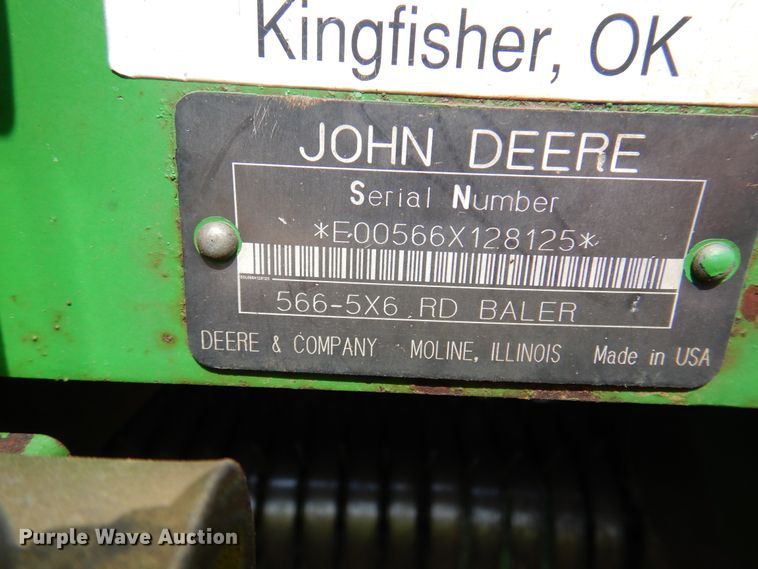 Kingfisher, OK
JOHN DEERE
Serial Number
*E00566X128125*
566-5X6 RD BALER
DEERE & COMPANY MOLINE, ILLINOIS Made in USA
Purple Wave Auction